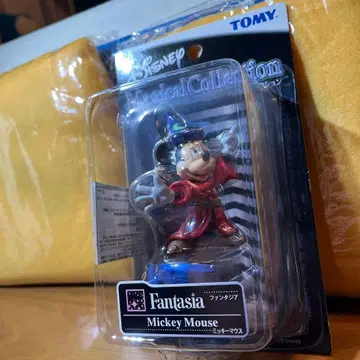 TOMY
Disney
Magical Collection
Fantasia
ファンタジア
Mickey Mouse
ミッキーマウス